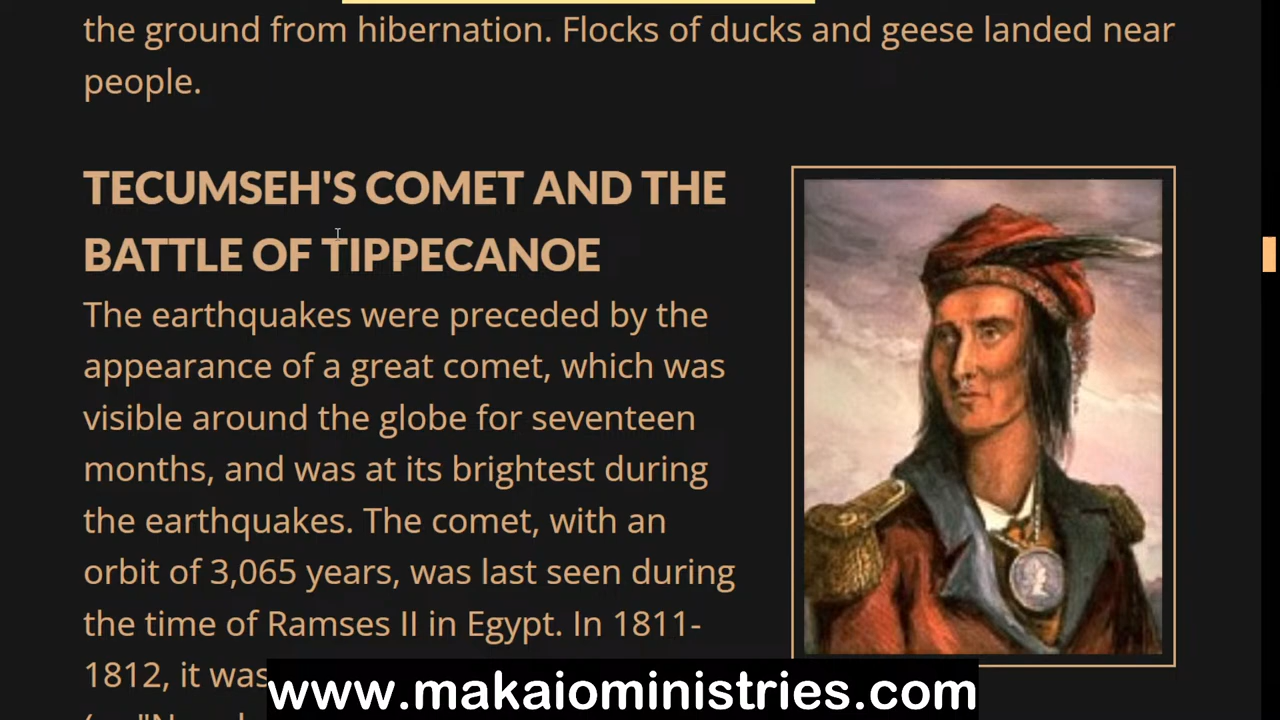 the ground from hibernation. Flocks of ducks and geese landed near
people.
TECUMSEH'S COMET AND THE
BATTLE OF TIPPECANOE
The earthquakes were preceded by the
appearance of a great comet, which was
visible around the globe for seventeen
months, and was at its brightest during
the earthquakes. The comet, with an
orbit of 3,065 years, was last seen during
the time of Ramses II in Egypt. In 1811-
1812, it was
www.makaioministries.com